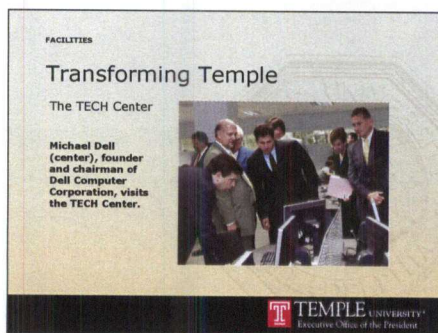 FACILITIES
Transforming Temple
The TECH Center
Michael Dell
(center), founder
and chairman of
Dell Computer
Corporation, visits
the TECH Center.
TEMPLE UNIVERSITY®
Executive Office of the President